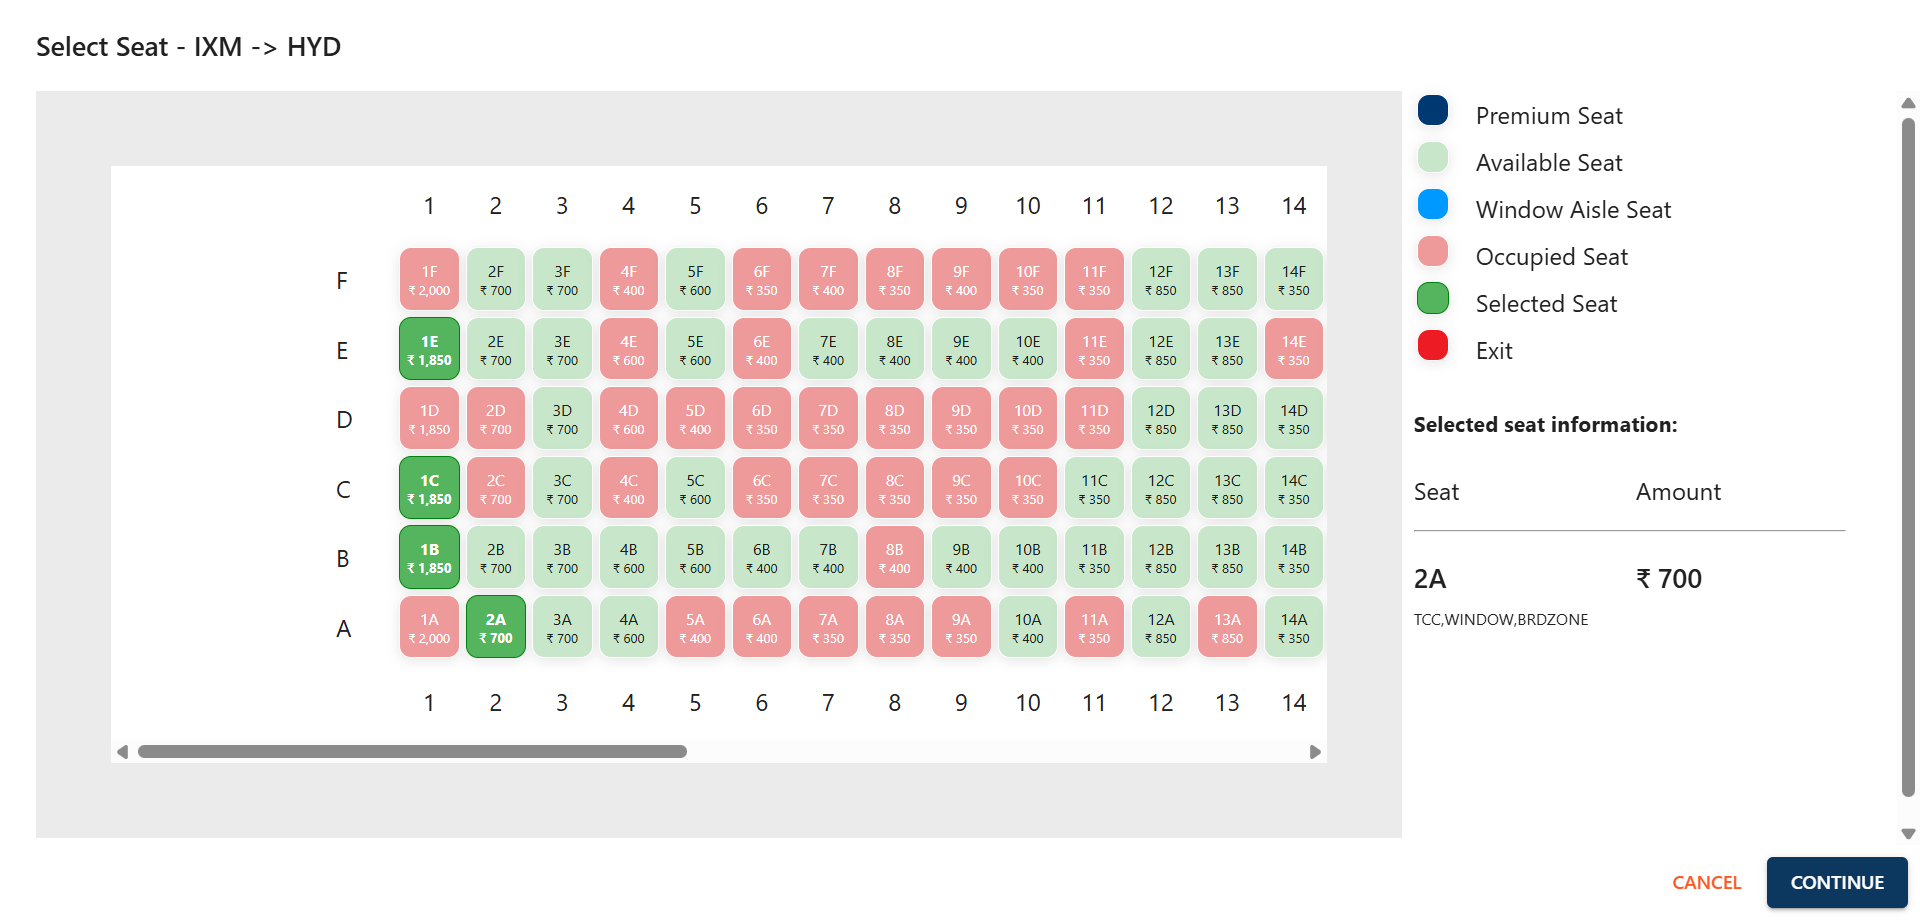 Select Seat - IXM -> HYD
1 2 3 4 5 6 7 8 9 10 11 12 13 14
F
1F 2F 3F 4F 5F 6F 7F 8F 9F 10F 11F 12F 13F 14F
₹ 2,000 ₹ 700 ₹ 700 ₹ 400 ₹ 600 ₹ 350 ₹ 400 ₹ 350 ₹ 400 ₹ 350 ₹ 350 ₹ 850 ₹ 850 ₹ 350
E
1E 2E 3E 4E 5E 6E 7E 8E 9E 10E 11E 12E 13E 14E
₹ 1,850 ₹ 700 ₹ 700 ₹ 600 ₹ 600 ₹ 400 ₹ 400 ₹ 400 ₹ 400 ₹ 400 ₹ 350 ₹ 850 ₹ 850 ₹ 350
D
1D 2D 3D 4D 5D 6D 7D 8D 9D 10D 11D 12D 13D 14D
₹ 1,850 ₹ 700 ₹ 700 ₹ 600 ₹ 400 ₹ 350 ₹ 350 ₹ 350 ₹ 350 ₹ 350 ₹ 350 ₹ 850 ₹ 850 ₹ 350
C
1C 2C 3C 4C 5C 6C 7C 8C 9C 10C 11C 12C 13C 14C
₹ 1,850 ₹ 700 ₹ 700 ₹ 400 ₹ 600 ₹ 350 ₹ 350 ₹ 350 ₹ 350 ₹ 350 ₹ 350 ₹ 850 ₹ 850 ₹ 350
B
1B 2B 3B 4B 5B 6B 7B 8B 9B 10B 11B 12B 13B 14B
₹ 1,850 ₹ 700 ₹ 700 ₹ 600 ₹ 600 ₹ 400 ₹ 400 ₹ 400 ₹ 400 ₹ 400 ₹ 350 ₹ 850 ₹ 850 ₹ 350
A
1A 2A 3A 4A 5A 6A 7A 8A 9A 10A 11A 12A 13A 14A
₹ 2,000 ₹ 700 ₹ 700 ₹ 600 ₹ 400 ₹ 400 ₹ 350 ₹ 350 ₹ 350 ₹ 400 ₹ 350 ₹ 850 ₹ 850 ₹ 350
1 2 3 4 5 6 7 8 9 10 11 12 13 14
Premium Seat
Available Seat
Window Aisle Seat
Occupied Seat
Selected Seat
Exit
Selected seat information:
Seat Amount
2A ₹ 700
TCC,WINDOW,BRDZONE
CANCEL CONTINUE